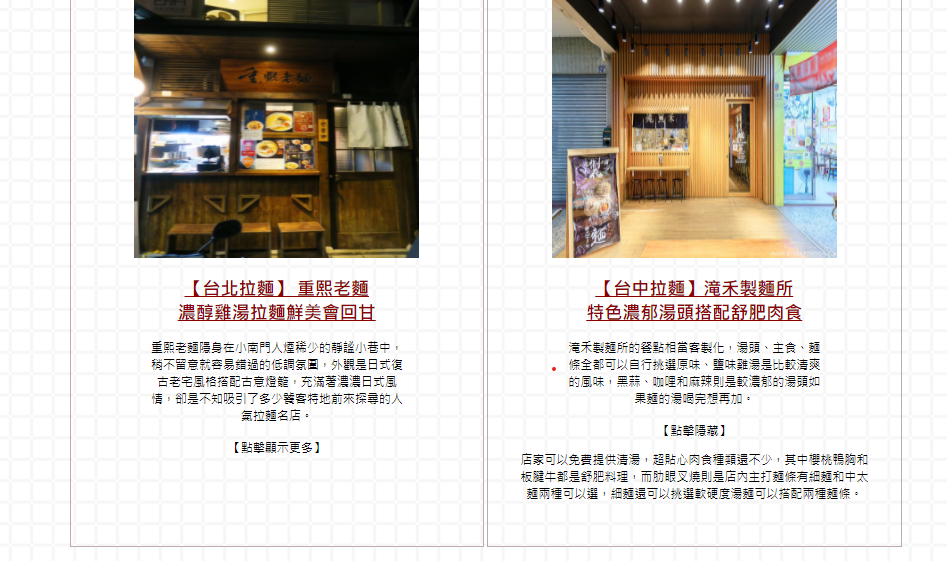 重熙老麵
【台北拉麵】 重熙老麵
濃醇雞湯拉麵鮮美會回甘
重熙老麵隱身在小南門人煙稀少的靜謐小巷中，
稍不留意就容易錯過的低調氛圍，外觀是日式復
古老宅風格搭配古意燈籠，充滿著濃濃日式風
情，卻是不知吸引了多少饕客特地前來探尋的人
氣拉麵名店。
【點擊顯示更多】
滝禾製麵所
【台中拉麵】滝禾製麵所
特色濃郁湯頭搭配舒肥肉食
滝禾製麵所的餐點相當客製化，湯頭、主食、麵
條全都可以自行挑選原味、鹽味雞湯是比較清爽
的風味，黑蒜、咖哩和麻辣則是較濃郁的湯頭如
果麵的湯喝完想再加。
【點擊隱藏】
店家可以免費提供清湯，超貼心肉食種類還不少，其中櫻桃鴨胸和
板腱牛都是舒肥料理，而肋眼叉燒則是店內主打麵條有細麵和中太
麵兩種可以選，細麵還可以挑選軟硬度湯麵可以搭配兩種麵條。